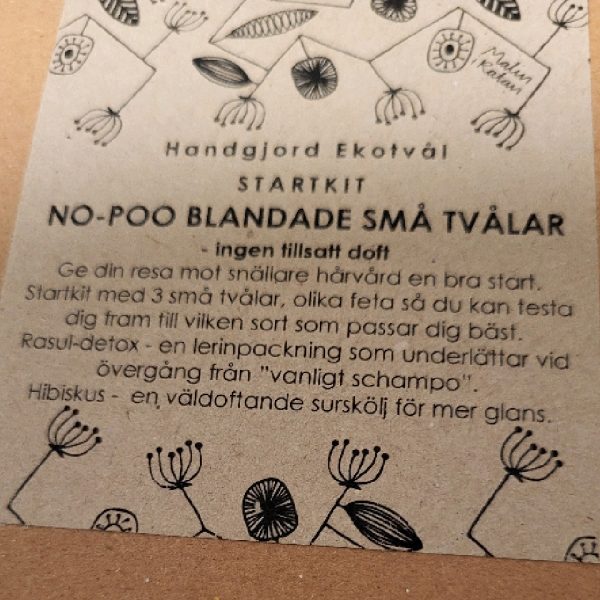 Malin
Ratan
Handgjord Ekotvål
STARTKIT
NO-POO BLANDADE SMÅ TVÅLAR
- ingen tillsatt doft
Ge din resa mot snällare hårvård en bra start.
Startkit med 3 små tvålar, olika feta så du kan testa
dig fram till vilken sort som passar dig bäst.
Rasul-detox - en lerinpackning som underlättar vid
övergång från "vanligt schampo".
Hibiskus - en väldoftande surskölj för mer glans.